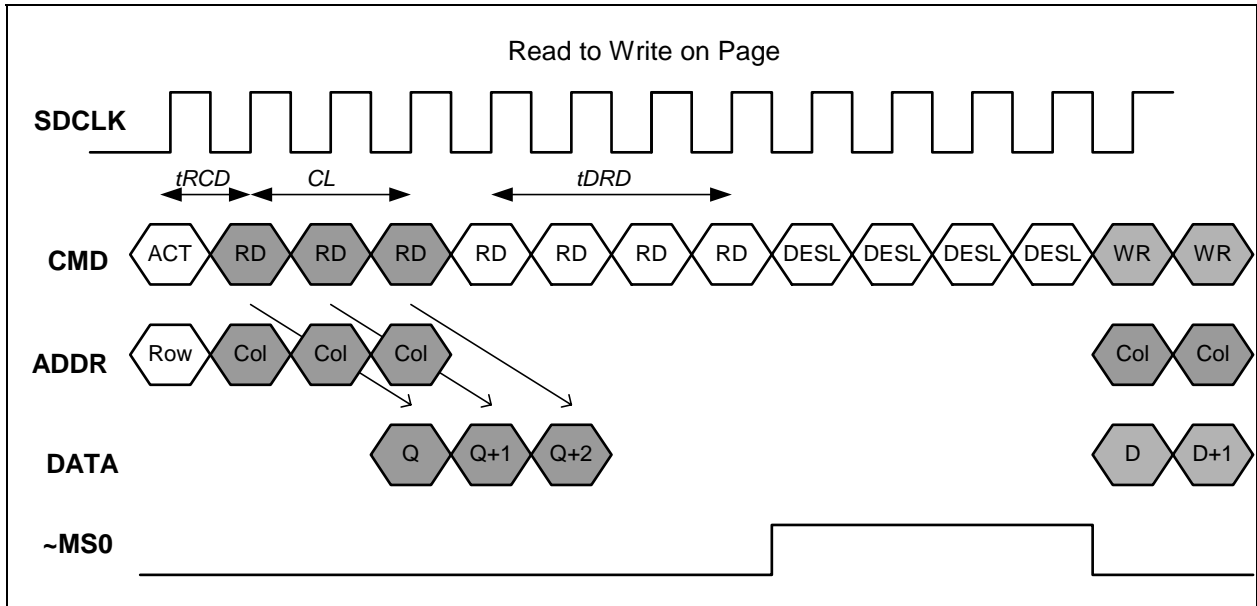 Read to Write on Page
SDCLK
tRCD CL tDRD
CMD ACT RD RD RD RD RD RD RD DESL DESL DESL DESL WR WR
ADDR Row Col Col Col Col Col
DATA Q Q+1 Q+2 D D+1
~MS0